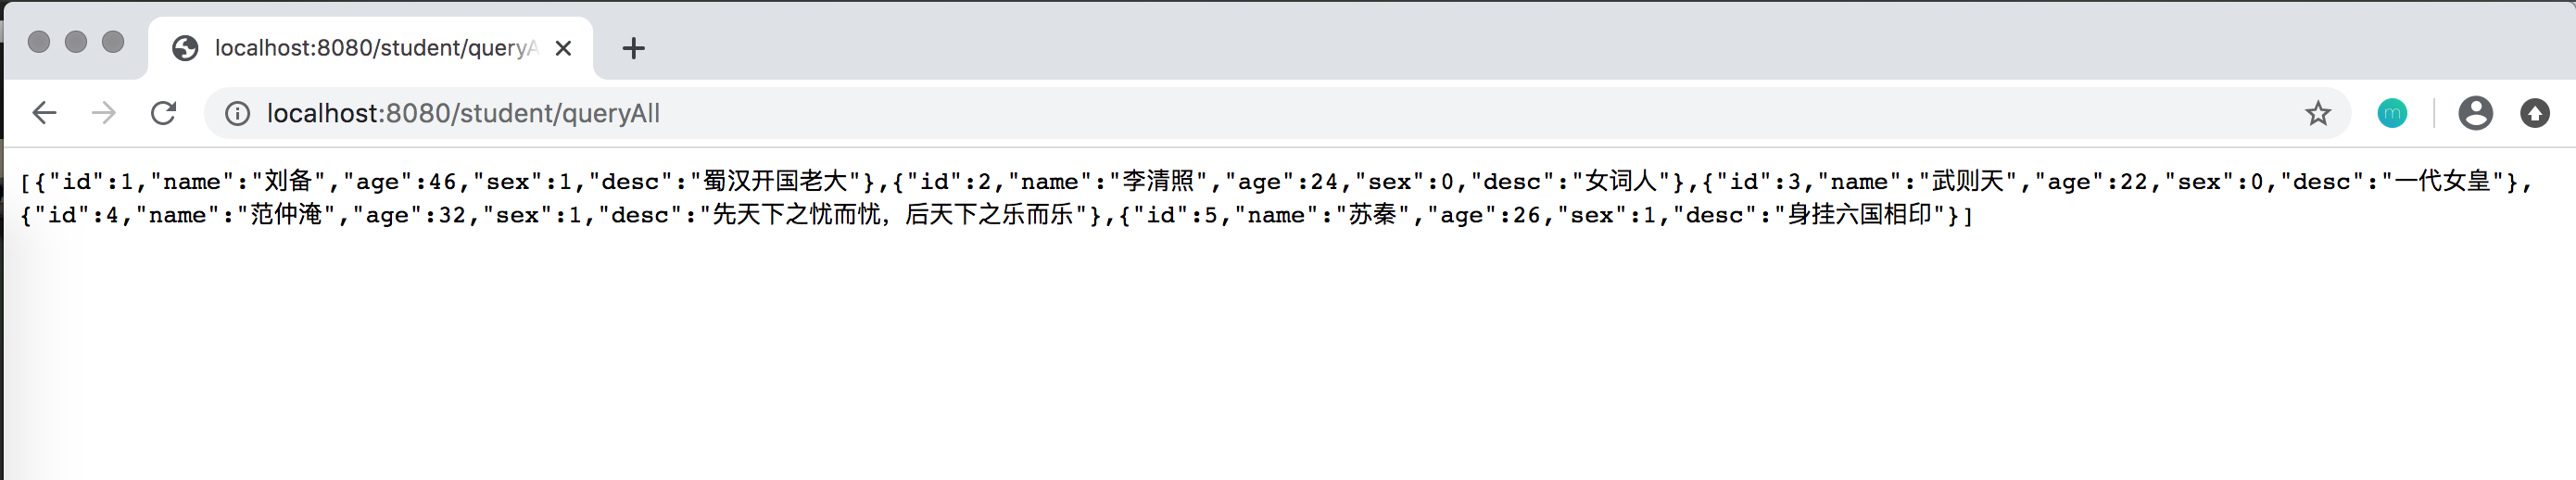 localhost:8080/student/queryA
localhost:8080/student/queryAll
m
[{"id":1,"name":"刘备","age":46,"sex":1,"desc":"蜀汉开国老大"},{"id":2,"name":"李清照","age":24,"sex":0,"desc":"女词人"},{"id":3,"name":"武则天","age":22,"sex":0,"desc":"一代女皇"},
{"id":4,"name":"范仲淹","age":32,"sex":1,"desc":"先天下之忧而忧，后天下之乐而乐"},{"id":5,"name":"苏秦","age":26,"sex":1,"desc":"身挂六国相印"}]